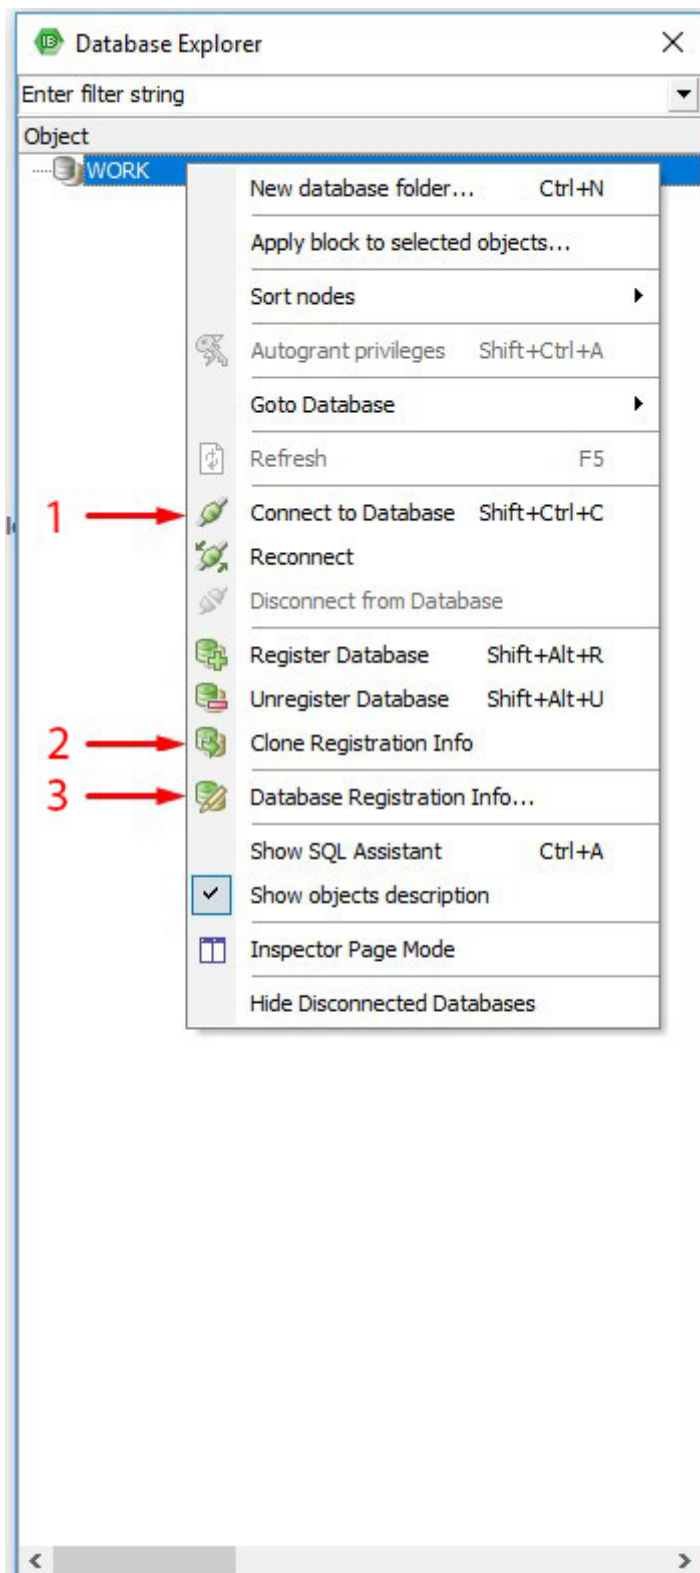 Database Explorer
Enter filter string
Object
WORK
New database folder... Ctrl+N
Apply block to selected objects...
Sort nodes
Autogrant privileges Shift+Ctrl+A
Goto Database
Refresh F5
1 Connect to Database Shift+Ctrl+C
Reconnect
Disconnect from Database
Register Database Shift+Alt+R
Unregister Database Shift+Alt+U
2 Clone Registration Info
3 Database Registration Info...
Show SQL Assistant Ctrl+A
Show objects description
Inspector Page Mode
Hide Disconnected Databases